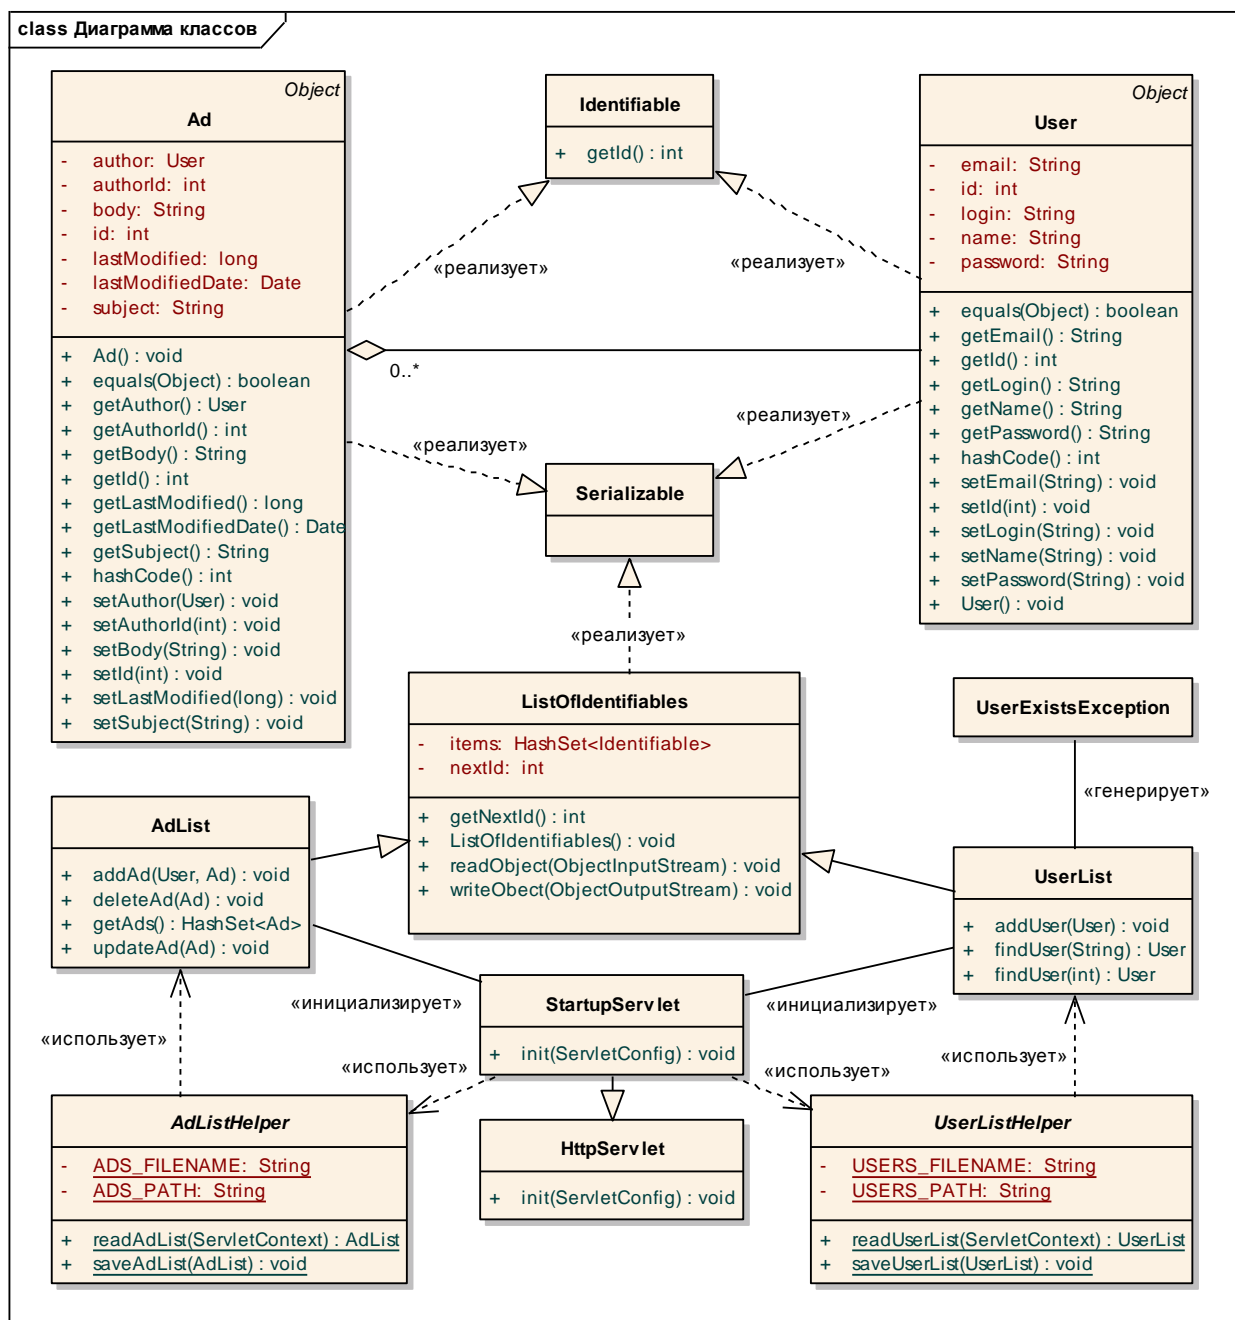 class Диаграмма классов
Object
Ad
- author: User
- authorId: int
- body: String
- id: int
- lastModified: long
- lastModifiedDate: Date
- subject: String
+ Ad() : void
+ equals(Object) : boolean
+ getAuthor() : User
+ getAuthorId() : int
+ getBody() : String
+ getId() : int
+ getLastModified() : long
+ getLastModifiedDate() : Date
+ getSubject() : String
+ hashCode() : int
+ setAuthor(User) : void
+ setAuthorId(int) : void
+ setBody(String) : void
+ setId(int) : void
+ setLastModified(long) : void
+ setSubject(String) : void
Identifiable
+ getId() : int
Object
User
- email: String
- id: int
- login: String
- name: String
- password: String
+ equals(Object) : boolean
+ getEmail() : String
+ getId() : int
+ getLogin() : String
+ getName() : String
+ getPassword() : String
+ hashCode() : int
+ setEmail(String) : void
+ setId(int) : void
+ setLogin(String) : void
+ setName(String) : void
+ setPassword(String) : void
+ User() : void
«реализует»
«реализует»
0..*
«реализует»
«реализует»
Serializable
«реализует»
ListOfIdentifiables
- items: HashSet<Identifiable>
- nextId: int
+ getNextId() : int
+ ListOfIdentifiables() : void
+ readObject(ObjectInputStream) : void
+ writeObect(ObjectOutputStream) : void
UserExistsException
«генерирует»
AdList
+ addAd(User, Ad) : void
+ deleteAd(Ad) : void
+ getAds() : HashSet<Ad>
+ updateAd(Ad) : void
UserList
+ addUser(User) : void
+ findUser(String) : User
+ findUser(int) : User
«инициализирует»
StartupServlet
+ init(ServletConfig) : void
«инициализирует»
«использует»
«использует»
«использует»
«использует»
AdListHelper
- ADS_FILENAME: String
- ADS_PATH: String
+ readAdList(ServletContext) : AdList
+ saveAdList(AdList) : void
HttpServlet
+ init(ServletConfig) : void
UserListHelper
- USERS_FILENAME: String
- USERS_PATH: String
+ readUserList(ServletContext) : UserList
+ saveUserList(UserList) : void